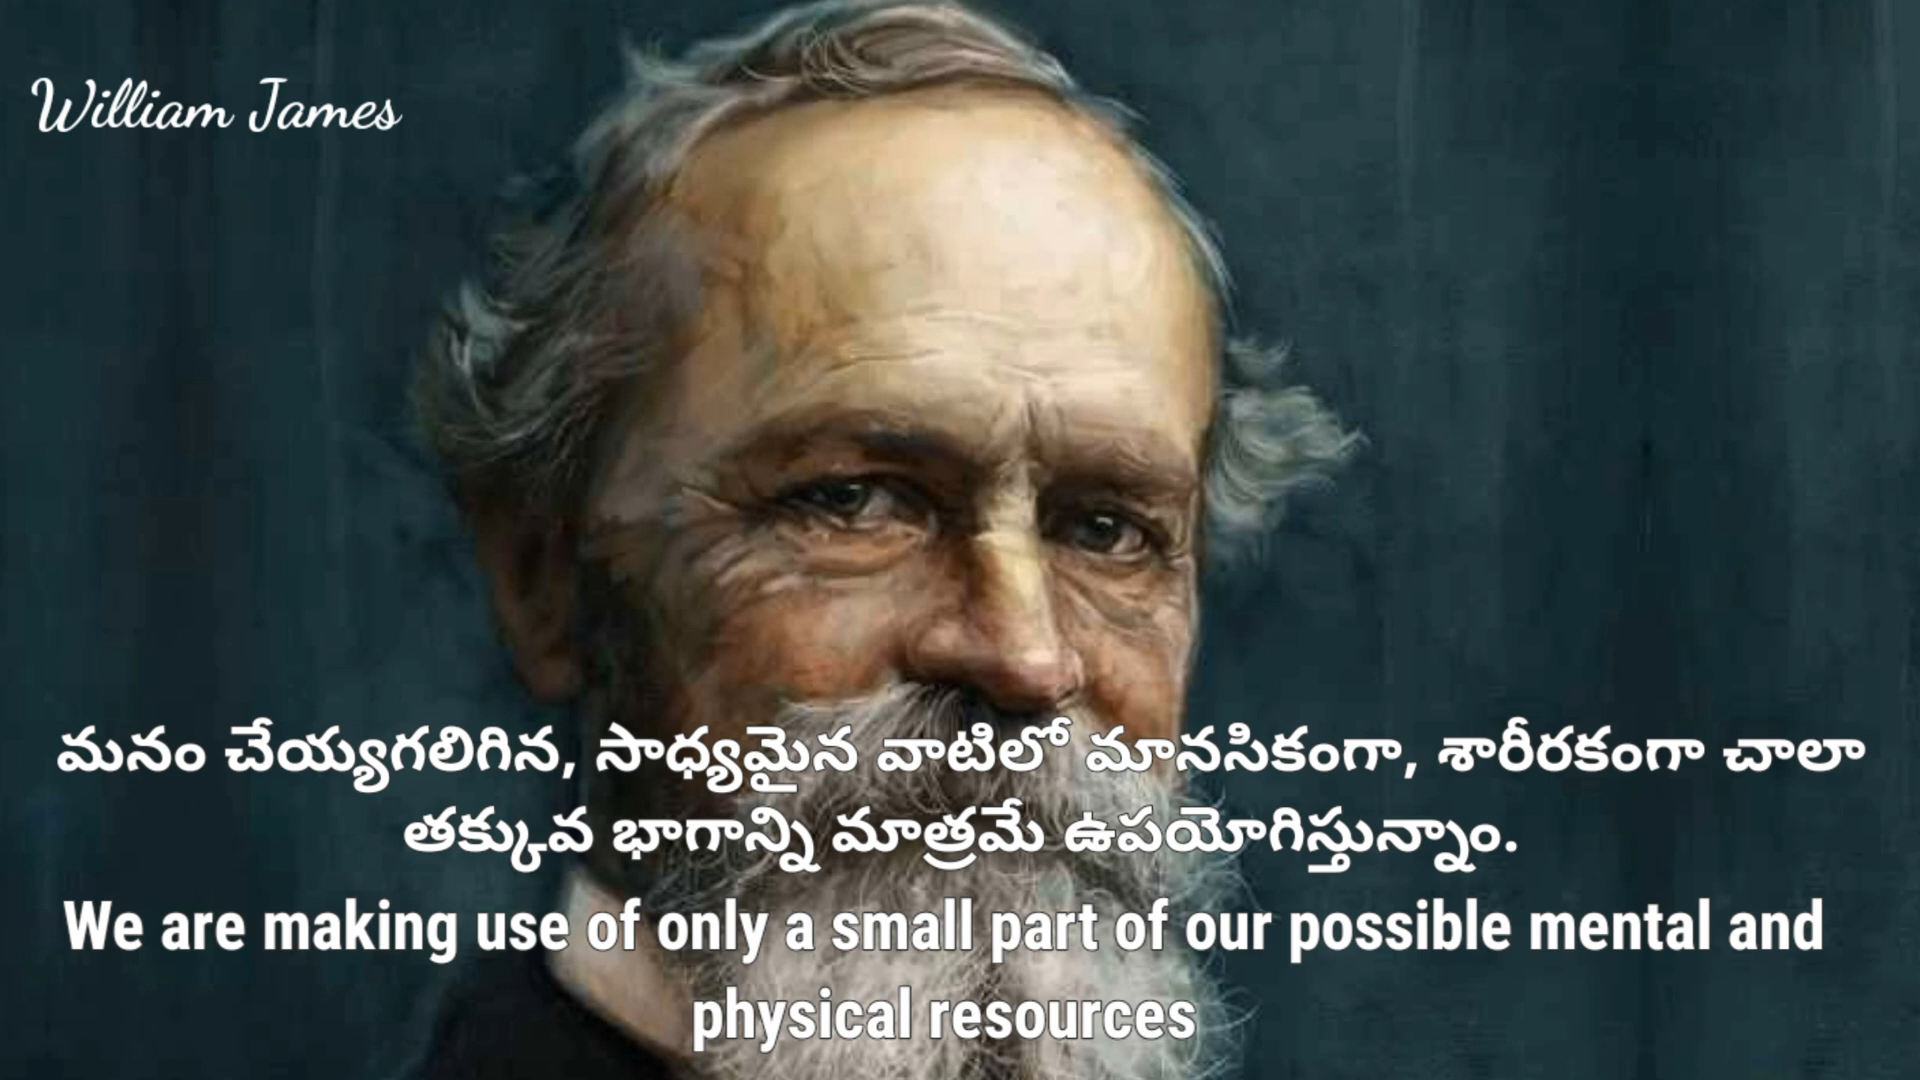 William James
మనం చేయ్యగలిగిన, సాధ్యమైన వాటిలో మానసికంగా, శారీరకంగా చాలా
తక్కువ భాగాన్ని మాత్రమే ఉపయోగిస్తున్నాం.
We are making use of only a small part of our possible mental and
physical resources